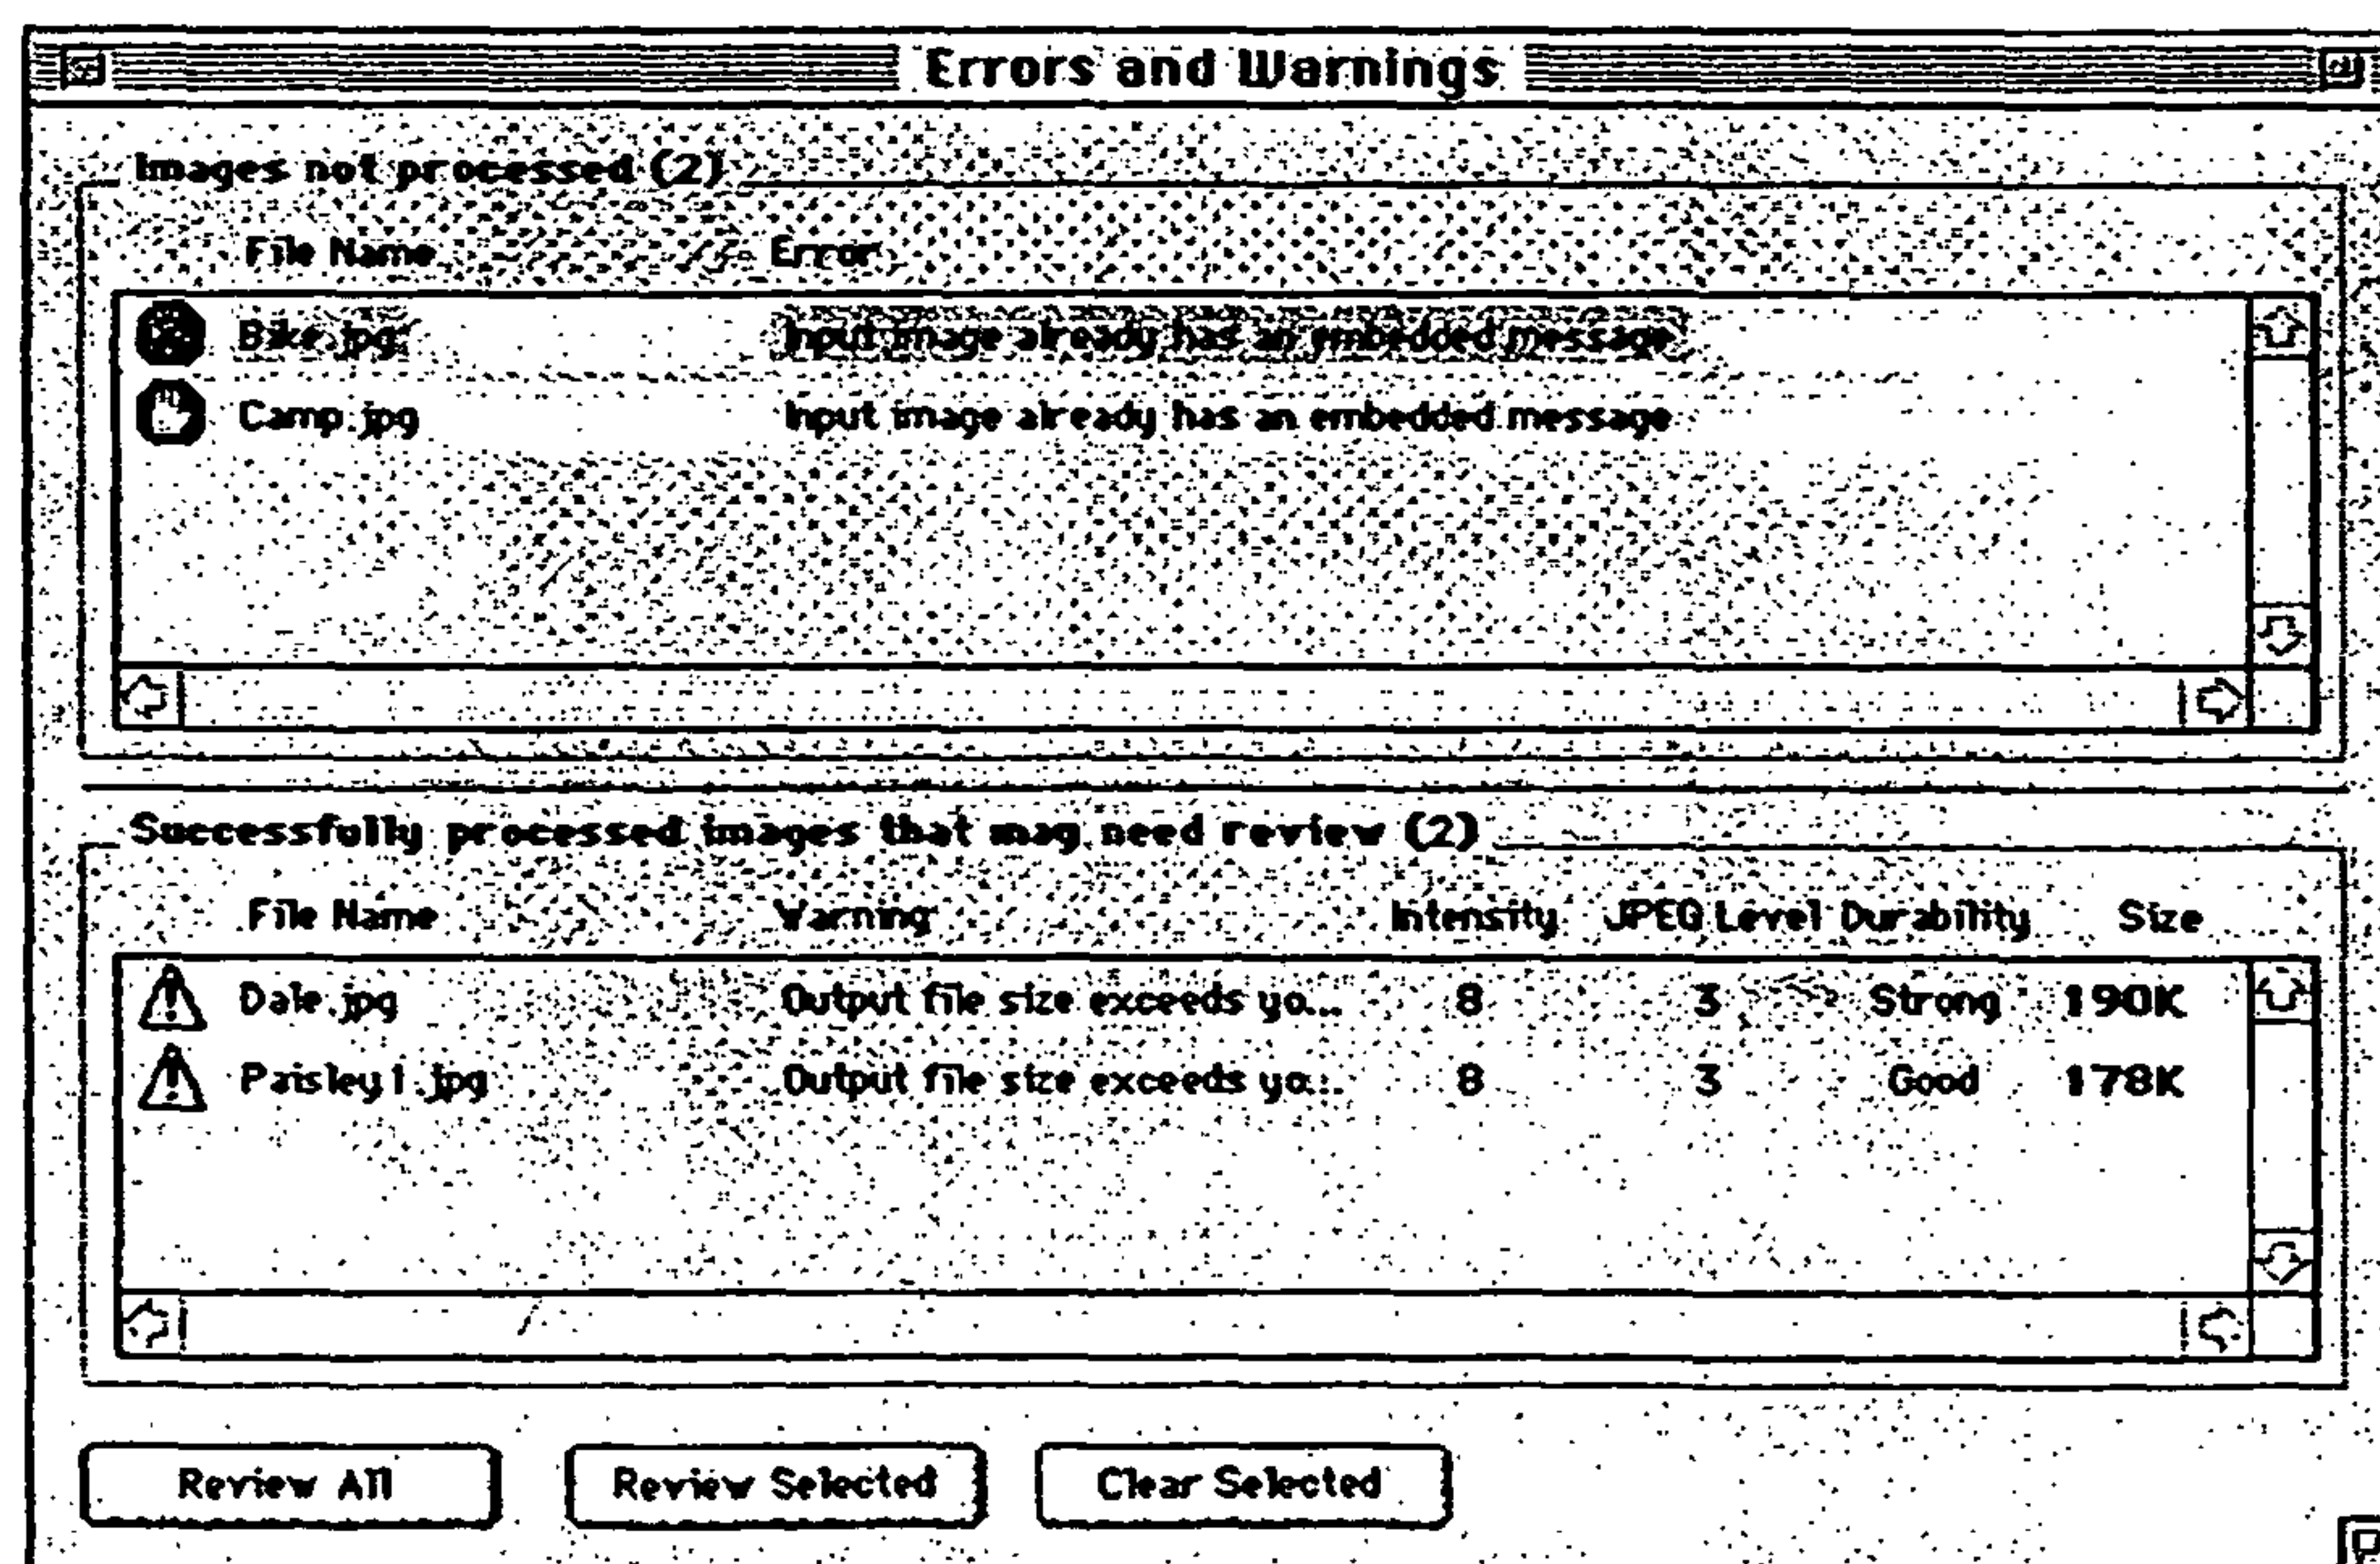 Errors and Warnings
Images not processed (2)
File Name Error
Bike.jpg Input image already has an embedded message
Camp.jpg Input image already has an embedded message
Successfully processed images that may need review (2)
File Name Warning Intensity JPEG Level Durability Size
Dale.jpg Output file size exceeds yo... 8 3 Strong 190K
Paisley1.jpg Output file size exceeds yo... 8 3 Good 178K
Review All Review Selected Clear Selected